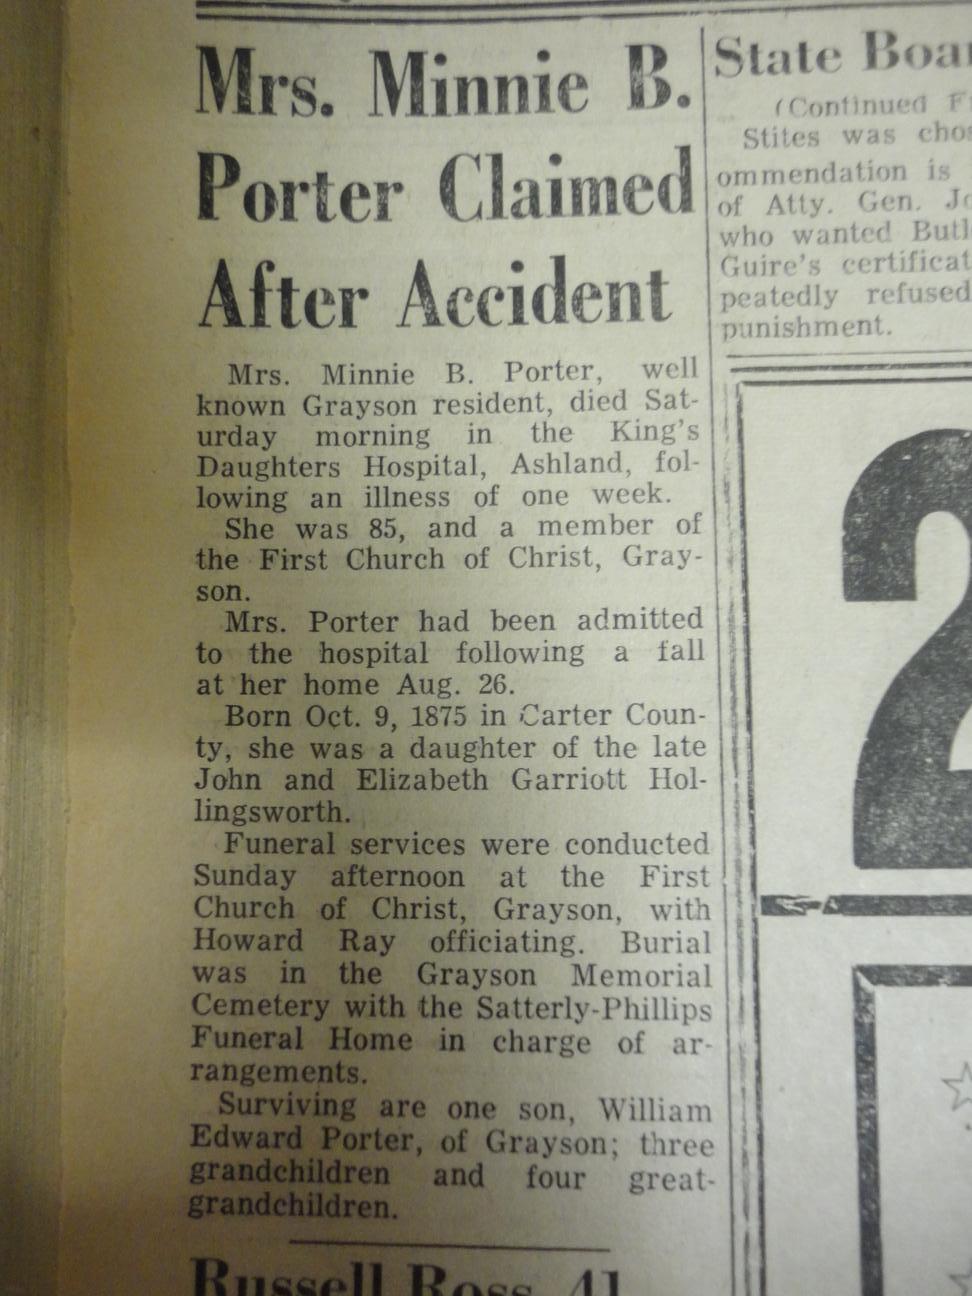 Mrs. Minnie B.
Porter Claimed
After Accident
Mrs. Minnie B. Porter, well
known Grayson resident, died Sat-
urday morning in the King's
Daughters Hospital, Ashland, fol-
lowing an illness of one week.
She was 85, and a member of
the First Church of Christ, Gray-
son.
Mrs. Porter had been admitted
to the hospital following a fall
at her home Aug. 26.
Born Oct. 9, 1875 in Carter Coun-
ty, she was a daughter of the late
John and Elizabeth Garriott Hol-
lingsworth.
Funeral services were conducted
Sunday afternoon at the First
Church of Christ, Grayson, with
Howard Ray officiating. Burial
was in the Grayson Memorial
Cemetery with the Satterly-Phillips
Funeral Home in charge of ar-
rangements.
Surviving are one son, William
Edward Porter, of Grayson; three
grandchildren and four great-
grandchildren.
Russell Ross, 41
State Boa
(Continued F
Stites was chos
ommendation is
of Atty. Gen. Jo
who wanted Butl
Guire's certificat
peatedly refused
punishment.
2